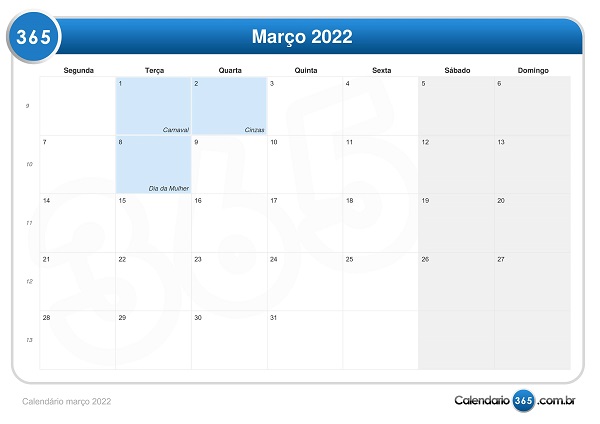 365
Março 2022
Segunda Terça Quarta Quinta Sexta Sábado Domingo
9
1 2 3 4 5 6
Carnaval Cinzas
10
7 8 9 10 11 12 13
Dia da Mulher
11
14 15 16 17 18 19 20
12
21 22 23 24 25 26 27
13
28 29 30 31
365
Calendário março 2022
Calendario 365 .com.br